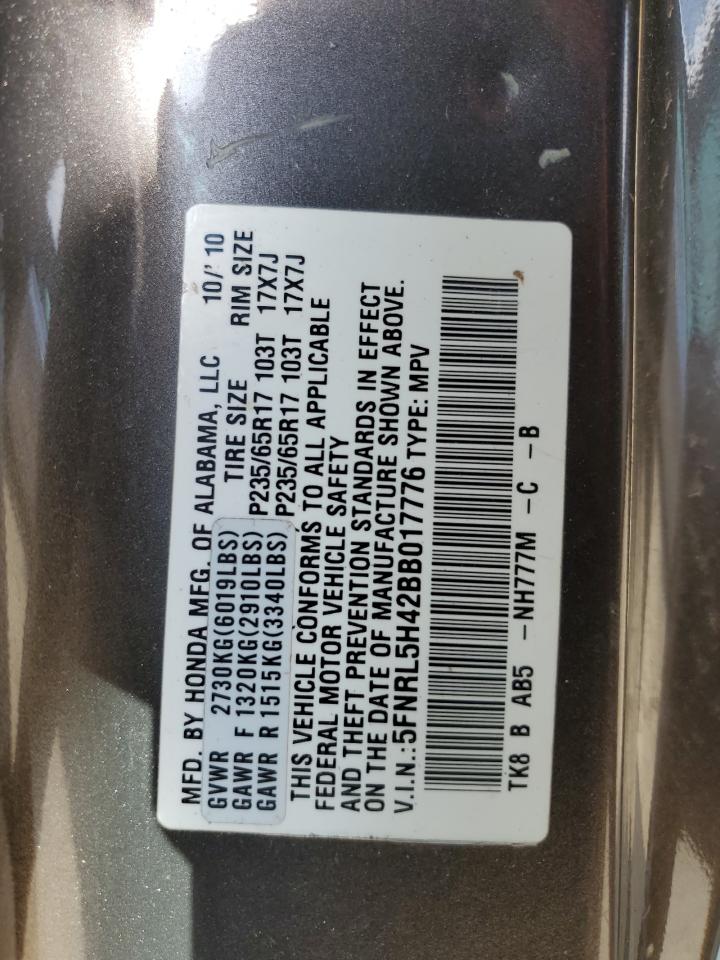 MFD. BY HONDA MFG. OF ALABAMA, LLC 10/'10
GVWR 2730KG(6019LBS) TIRE SIZE RIM SIZE
GAWR F 1320KG(2910LBS) P235/65R17 103T 17X7J
GAWR R 1515KG(3340LBS) P235/65R17 103T 17X7J
THIS VEHICLE CONFORMS TO ALL APPLICABLE
FEDERAL MOTOR VEHICLE SAFETY
AND THEFT PREVENTION STANDARDS IN EFFECT
ON THE DATE OF MANUFACTURE SHOWN ABOVE.
V.I.N.:5FNRL5H42BB017776 TYPE: MPV
TK8 B AB5 -NH777M -C -B